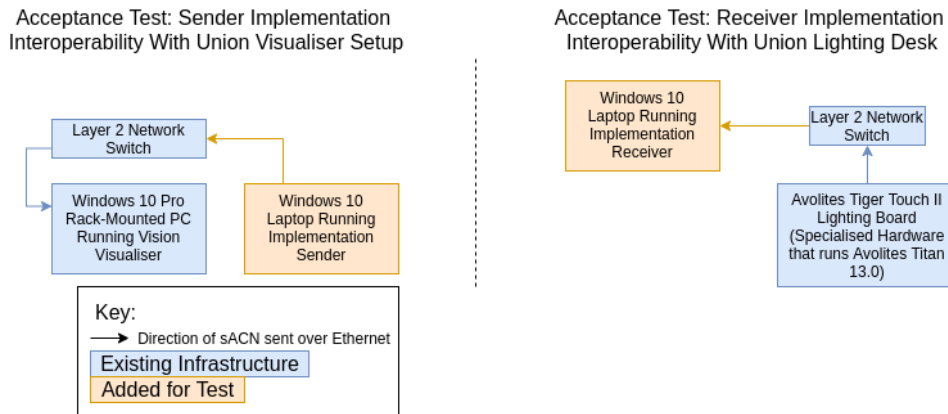 Acceptance Test: Sender Implementation
Interoperability With Union Visualiser Setup
Layer 2 Network
Switch
Windows 10 Pro
Rack-Mounted PC
Running Vision
Visualiser
Windows 10
Laptop Running
Implementation
Sender
Key:
Direction of sACN sent over Ethernet
Existing Infrastructure
Added for Test
Acceptance Test: Receiver Implementation
Interoperability With Union Lighting Desk
Windows 10
Laptop Running
Implementation
Receiver
Layer 2 Network
Switch
Avolites Tiger Touch II
Lighting Board
(Specialised Hardware
that runs Avolites Titan
13.0)